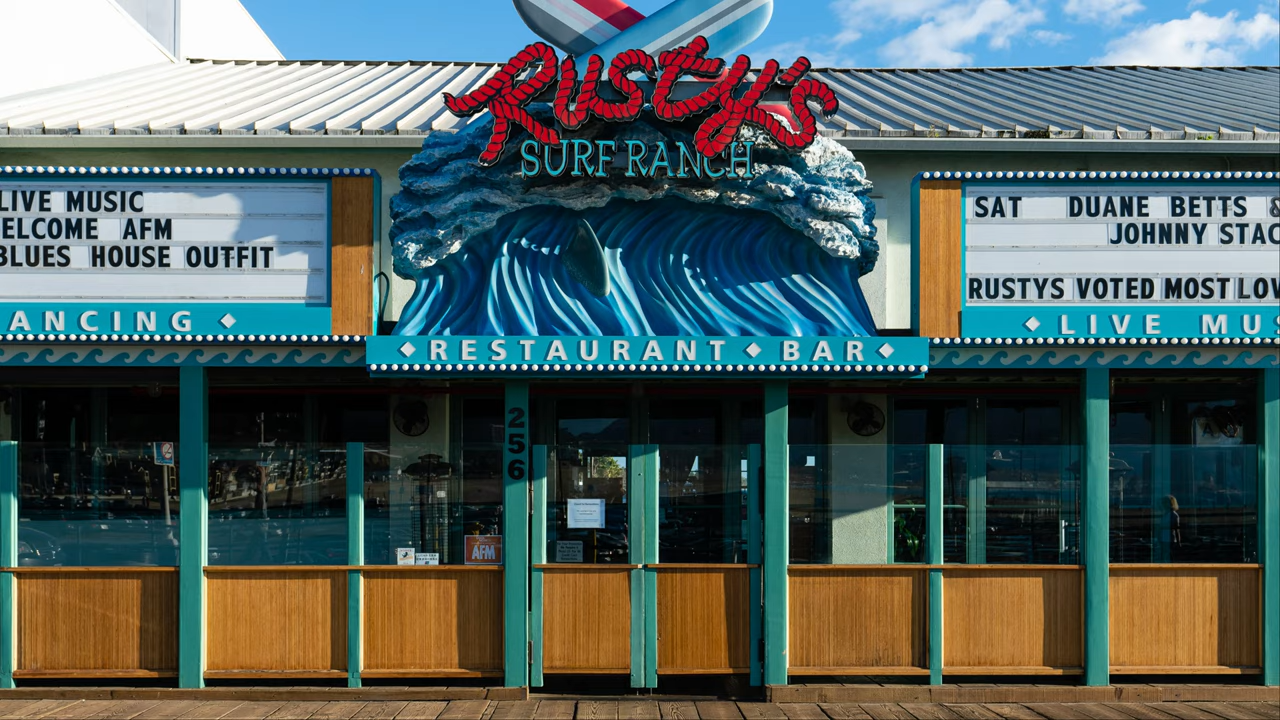 Rusty's
SURF RANCH
LIVE MUSIC
ELCOME AFM
BLUES HOUSE OUTFIT
ANCING
SAT DUANE BETTS &
JOHNNY STAC
RUSTYS VOTED MOST LOV
LIVE MUS
RESTAURANT BAR
256
AFM